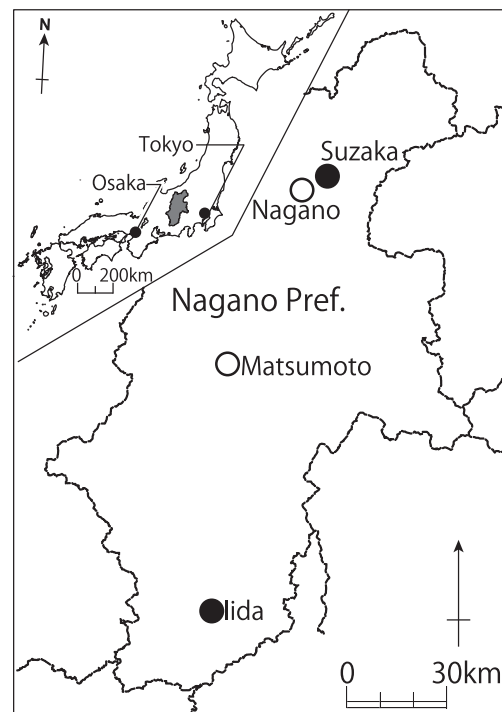 N
Tokyo
Osaka
0 200km
Suzaka
Nagano
Nagano Pref.
Matsumoto
Iida
0 30km